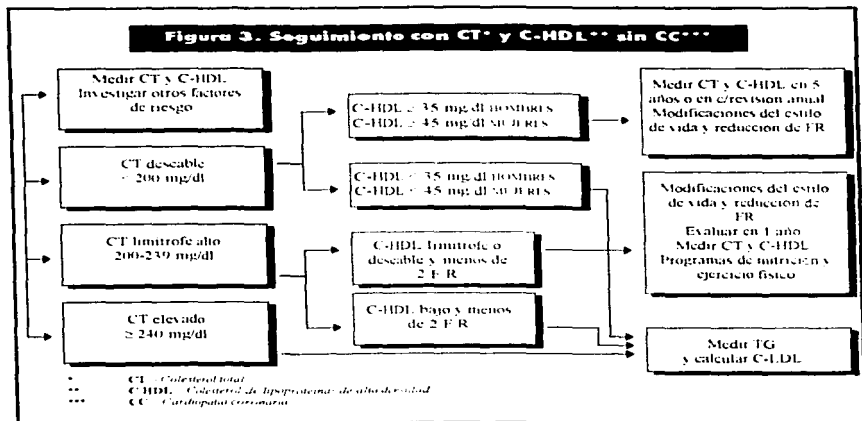 Figura 3. Seguimiento con CT* y C-HDL** sin CC***
Medir CT y C-HDL
Investigar otros factores
de riesgo
CT deseable
200 mg/dl
CT limítrofe alto
200-239 mg/dl
CT elevado
≥ 240 mg/dl
C-HDL ≥ 35 mg/dl HOMBRES
C-HDL ≥ 45 mg/dl MUJERES
C-HDL 35 mg/dl HOMBRES
C-HDL 45 mg/dl MUJERES
C-HDL limítrofe o
deseable y menos de
2 F R
C-HDL bajo y menos
de 2 F R
Medir CT y C-HDL en 5
años o en c/revisión anual
Modificaciones del estilo
de vida y reducción de FR
Modificaciones del estilo
de vida y reducción de
FR
Evaluar en 1 año
Medir CT y C-HDL
Programas de nutrición y
ejercicio físico
Medir TG
y calcular C-LDL
* CT Colesterol total
** C-HDL Colesterol de lipoproteínas de alta densidad
*** CC Cardiopatía coronaria